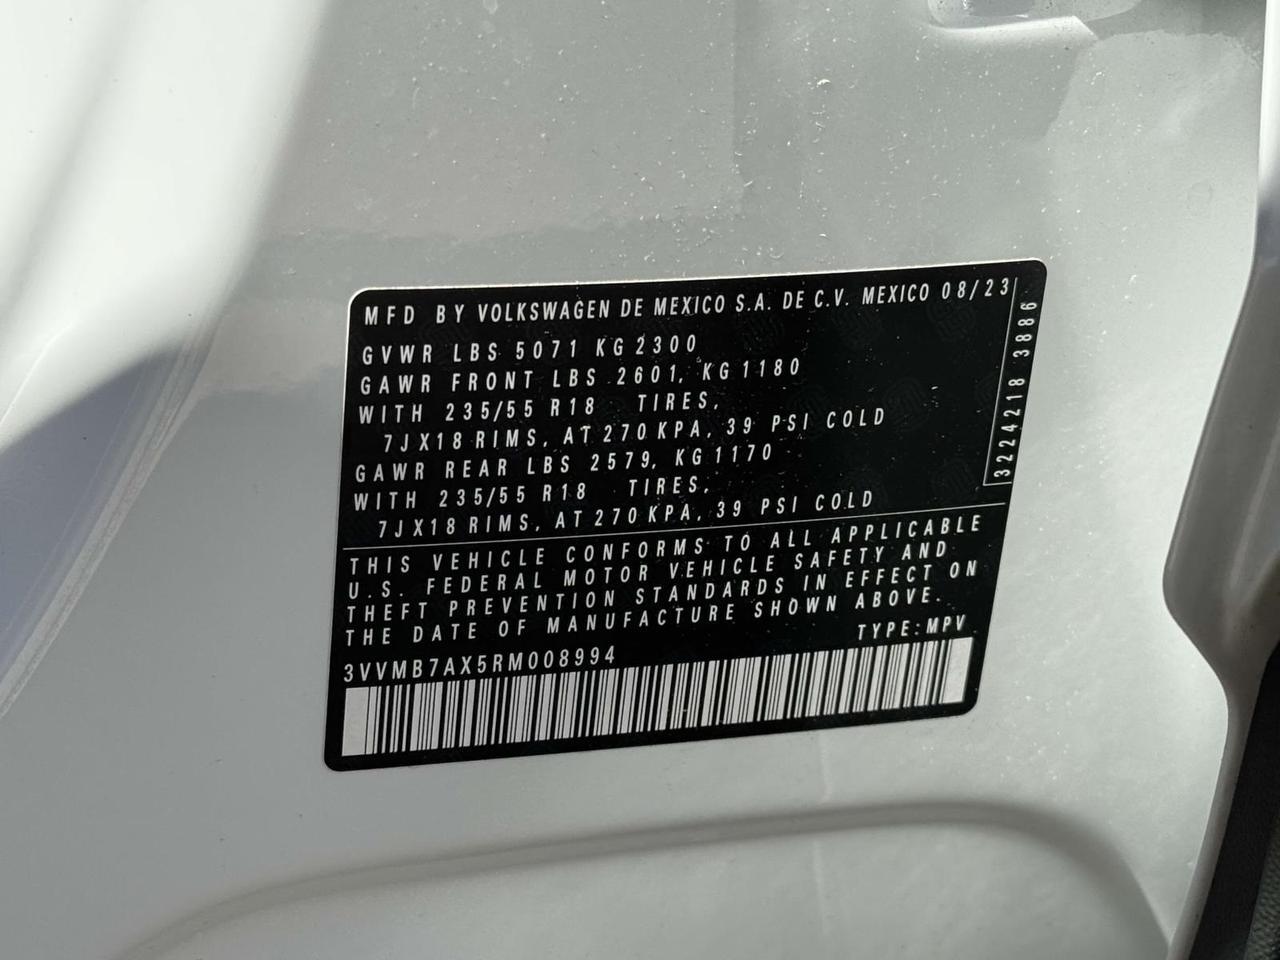 MFD BY VOLKSWAGEN DE MEXICO S.A. DE C.V. MEXICO 08/23
GVWR LBS 5071 KG 2300
GAWR FRONT LBS 2601, KG 1180
WITH 235/55 R18 TIRES,
7JX18 RIMS, AT 270 KPA, 39 PSI COLD
GAWR REAR LBS 2579, KG 1170
WITH 235/55 R18 TIRES,
7JX18 RIMS, AT 270 KPA, 39 PSI COLD
3224218 3886
THIS VEHICLE CONFORMS TO ALL APPLICABLE
U.S. FEDERAL MOTOR VEHICLE SAFETY AND
THEFT PREVENTION STANDARDS IN EFFECT ON
THE DATE OF MANUFACTURE SHOWN ABOVE.
TYPE: MPV
3VVMB7AX5RM008994